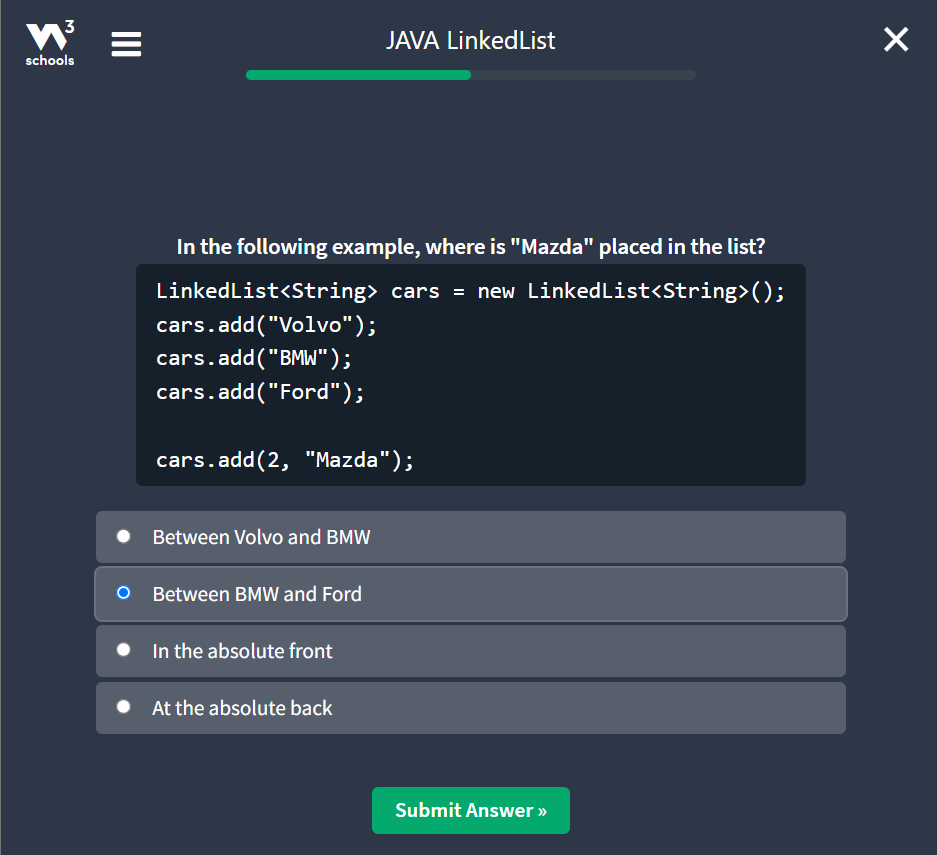 W3
schools
JAVA LinkedList
In the following example, where is "Mazda" placed in the list?
LinkedList<String> cars = new LinkedList<String>();
cars.add("Volvo");
cars.add("BMW");
cars.add("Ford");
cars.add(2, "Mazda");
Between Volvo and BMW
Between BMW and Ford
In the absolute front
At the absolute back
Submit Answer »